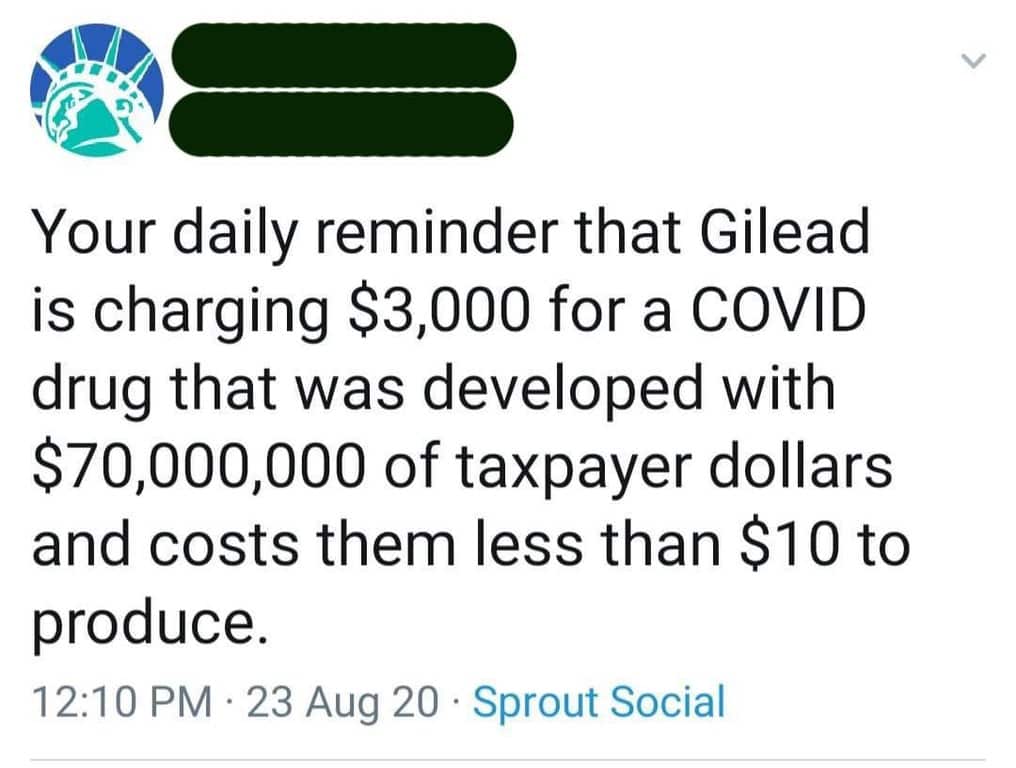 Your daily reminder that Gilead
is charging $3,000 for a COVID
drug that was developed with
$70,000,000 of taxpayer dollars
and costs them less than $10 to
produce.
12:10 PM · 23 Aug 20 · Sprout Social